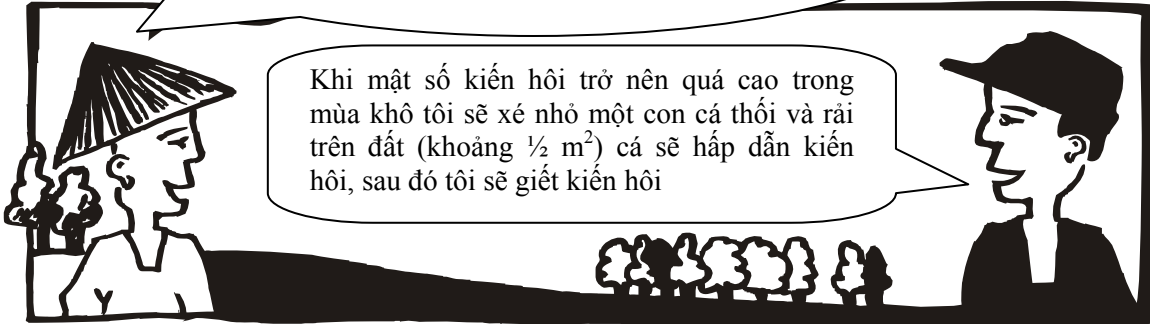 Khi mật số kiến hôi trở nên quá cao trong
mùa khô tôi sẽ xé nhỏ một con cá thối và rải
trên đất (khoảng ½ m²) cá sẽ hấp dẫn kiến
hôi, sau đó tôi sẽ giết kiến hôi